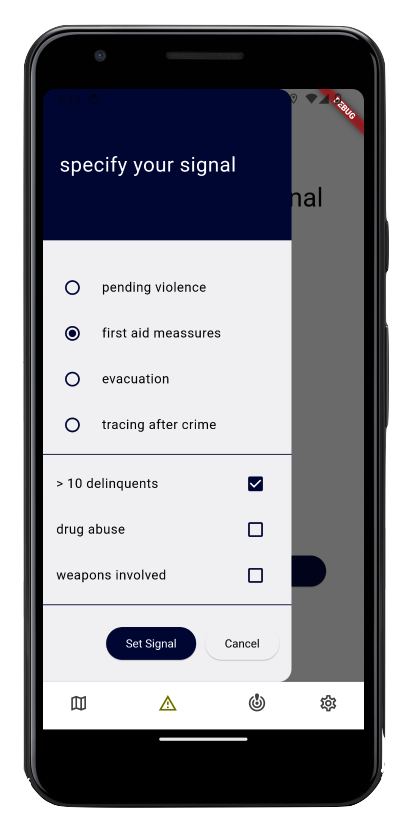 DEBUG
specify your signal
nal
pending violence
first aid meassures
evacuation
tracing after crime
> 10 delinquents
drug abuse
weapons involved
Set Signal
Cancel